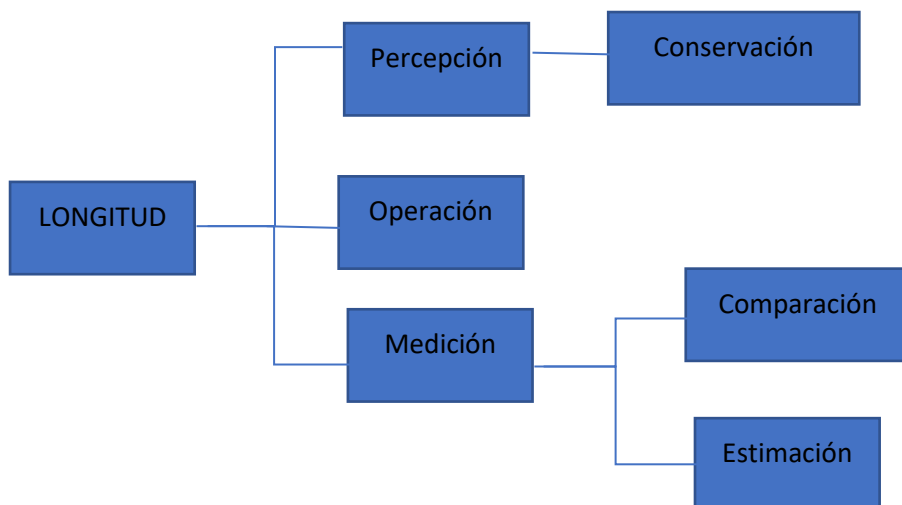 Percepción
Conservación
LONGITUD
Operación
Medición
Comparación
Estimación